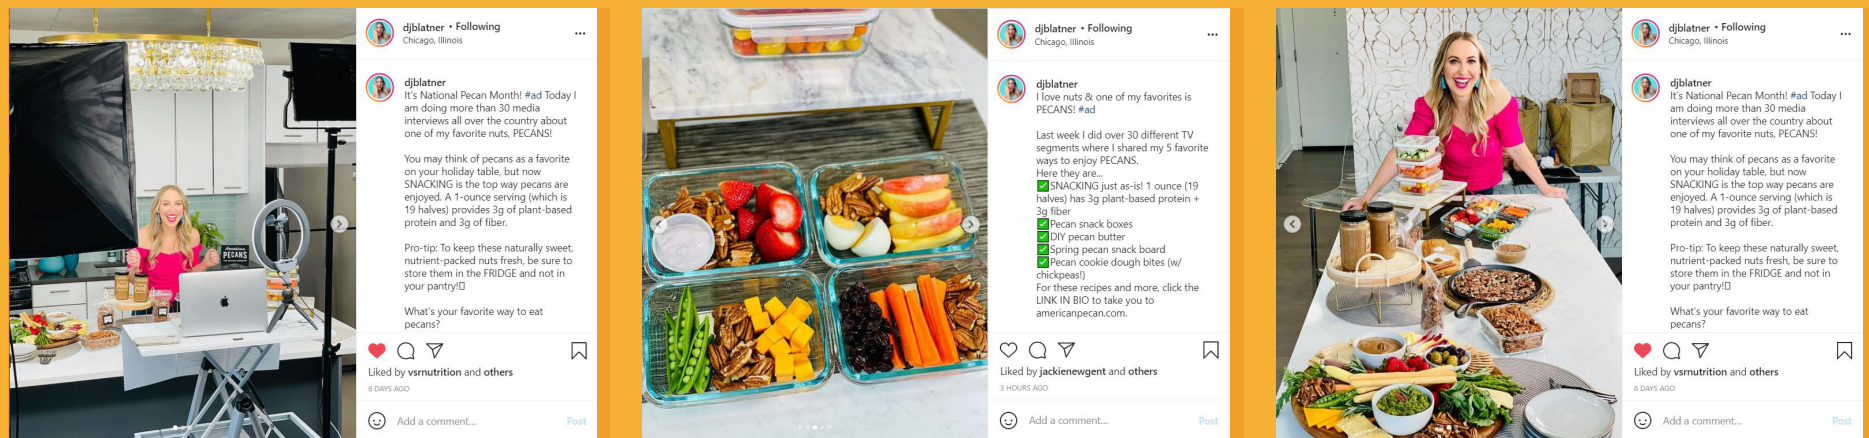 djblatner • Following
Chicago, Illinois
djblatner
It's National Pecan Month! #ad Today I
am doing more than 30 media
interviews all over the country about
one of my favorite nuts, PECANS!
You may think of pecans as a favorite
on your holiday table, but now
SNACKING is the top way pecans are
enjoyed. A 1-ounce serving (which is
19 halves) provides 3g of plant-based
protein and 3g of fiber.
Pro-tip: To keep these naturally sweet,
nutrient-packed nuts fresh, be sure to
store them in the FRIDGE and not in
your pantry!
What's your favorite way to eat
pecans?
Liked by vsrnutrition and others
6 DAYS AGO
Add a comment...
Post
American
PECANS
djblatner • Following
Chicago, Illinois
djblatner
I love nuts & one of my favorites is
PECANS! #ad
Last week I did over 30 different TV
segments where I shared my 5 favorite
ways to enjoy PECANS.
Here they are...
✅SNACKING just as-is! 1 ounce (19
halves) has 3g plant-based protein +
3g fiber
✅Pecan snack boxes
✅DIY pecan butter
✅Spring pecan snack board
✅Pecan cookie dough bites (w/
chickpeas!)
For these recipes and more, click the
LINK IN BIO to take you to
americanpecan.com.
Liked by jackienewgent and others
3 HOURS AGO
Add a comment...
Post
djblatner • Following
Chicago, Illinois
djblatner
It's National Pecan Month! #ad Today I
am doing more than 30 media
interviews all over the country about
one of my favorite nuts, PECANS!
You may think of pecans as a favorite
on your holiday table, but now
SNACKING is the top way pecans are
enjoyed. A 1-ounce serving (which is
19 halves) provides 3g of plant-based
protein and 3g of fiber.
Pro-tip: To keep these naturally sweet,
nutrient-packed nuts fresh, be sure to
store them in the FRIDGE and not in
your pantry!
What's your favorite way to eat
pecans?
Liked by vsrnutrition and others
6 DAYS AGO
Add a comment...
Post